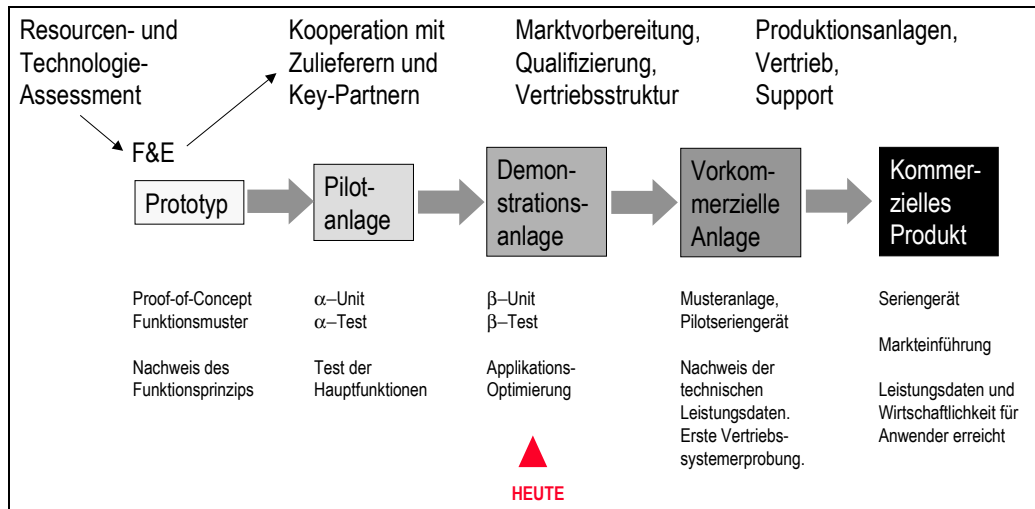 Resourcen- und
Technologie-
Assessment
Kooperation mit
Zulieferern und
Key-Partnern
Marktvorbereitung,
Qualifizierung,
Vertriebsstruktur
Produktionsanlagen,
Vertrieb,
Support
F&E
Prototyp
Pilot-
anlage
Demon-
strations-
anlage
Vorkom-
merzielle
Anlage
Kommer-
zielles
Produkt
Proof-of-Concept
Funktionsmuster
Nachweis des
Funktionsprinzips
α–Unit
α–Test
Test der
Hauptfunktionen
β–Unit
β–Test
Applikations-
Optimierung
Musteranlage,
Pilotseriengerät
Nachweis der
technischen
Leistungsdaten.
Erste Vertriebs-
systemerprobung.
Seriengerät
Markteinführung
Leistungsdaten und
Wirtschaftlichkeit für
Anwender erreicht
HEUTE